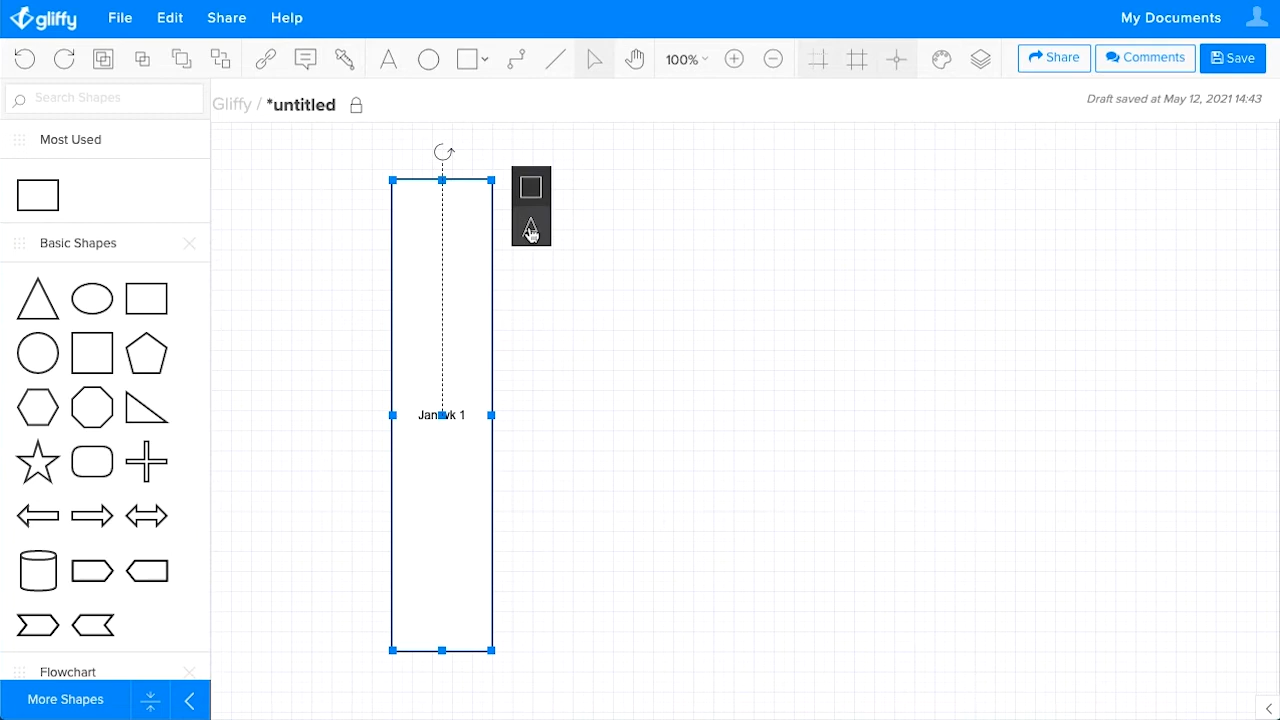 gliffy File Edit Share Help My Documents
100% Share Comments Save
Search Shapes Gliffy / *untitled Draft saved at May 12, 2021 14:43
Most Used
Basic Shapes
1
Flowchart
More Shapes